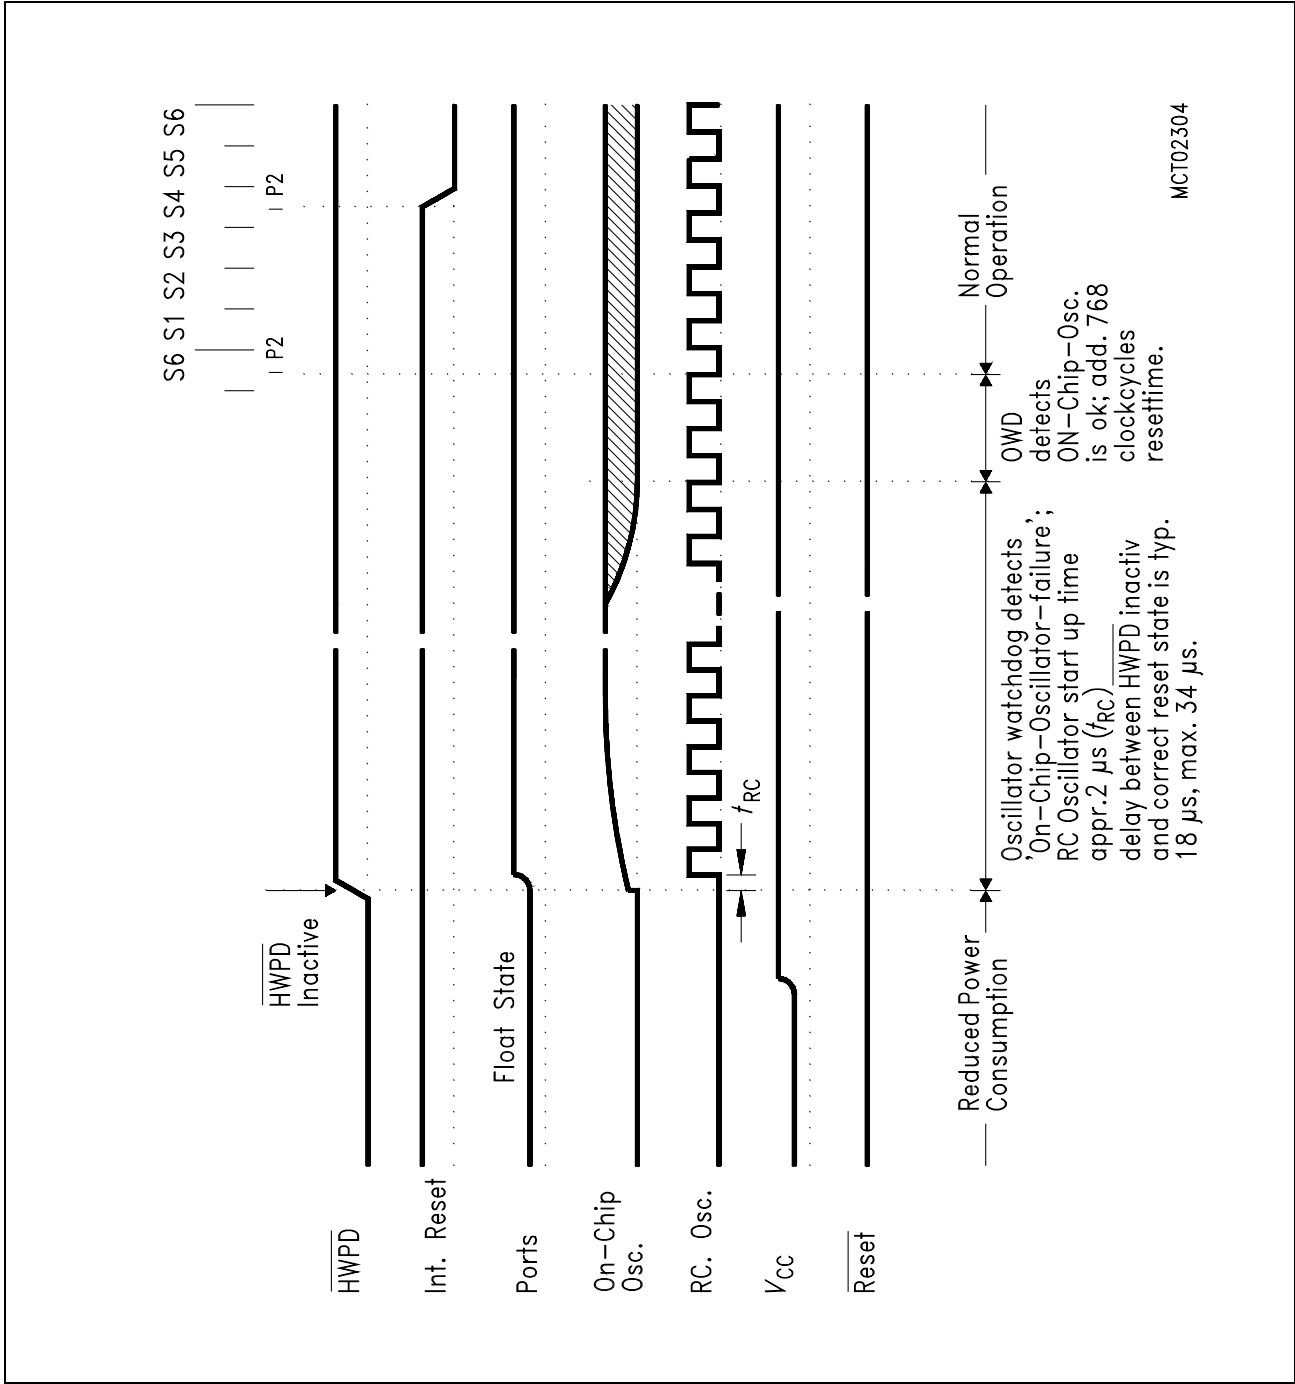 S6 S1 S2 S3 S4 S5 S6
P2
P2
HWPD
Inactive
HWPD
Int. Reset
Float State
Ports
On-Chip
Osc.
RC. Osc.
tRC
VCC
Reset
Reduced Power
Consumption
Oscillator watchdog detects
'On-Chip-Oscillator-failure';
RC Oscillator start up time
appr.2 µs (tRC)
delay between HWPD inactiv
and correct reset state is typ.
18 µs, max. 34 µs.
OWD
detects
ON-Chip-Osc.
is ok; add. 768
clockcycles
resettime.
Normal
Operation
MCT02304